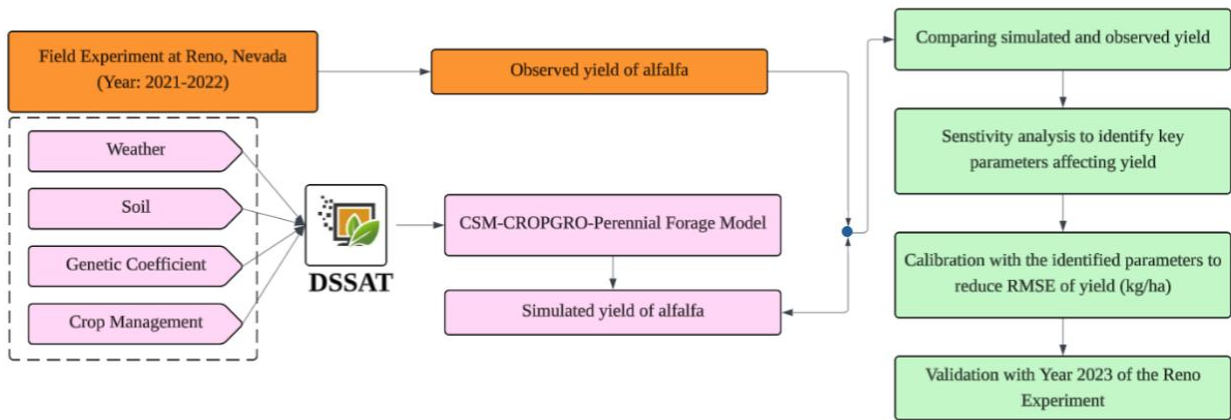 Field Experiment at Reno, Nevada
(Year: 2021-2022)
Observed yield of alfalfa
Weather
Soil
Genetic Coefficient
Crop Management
DSSAT
CSM-CROPGRO-Perennial Forage Model
Simulated yield of alfalfa
Comparing simulated and observed yield
Senstivity analysis to identify key
parameters affecting yield
Calibration with the identified parameters to
reduce RMSE of yield (kg/ha)
Validation with Year 2023 of the Reno
Experiment